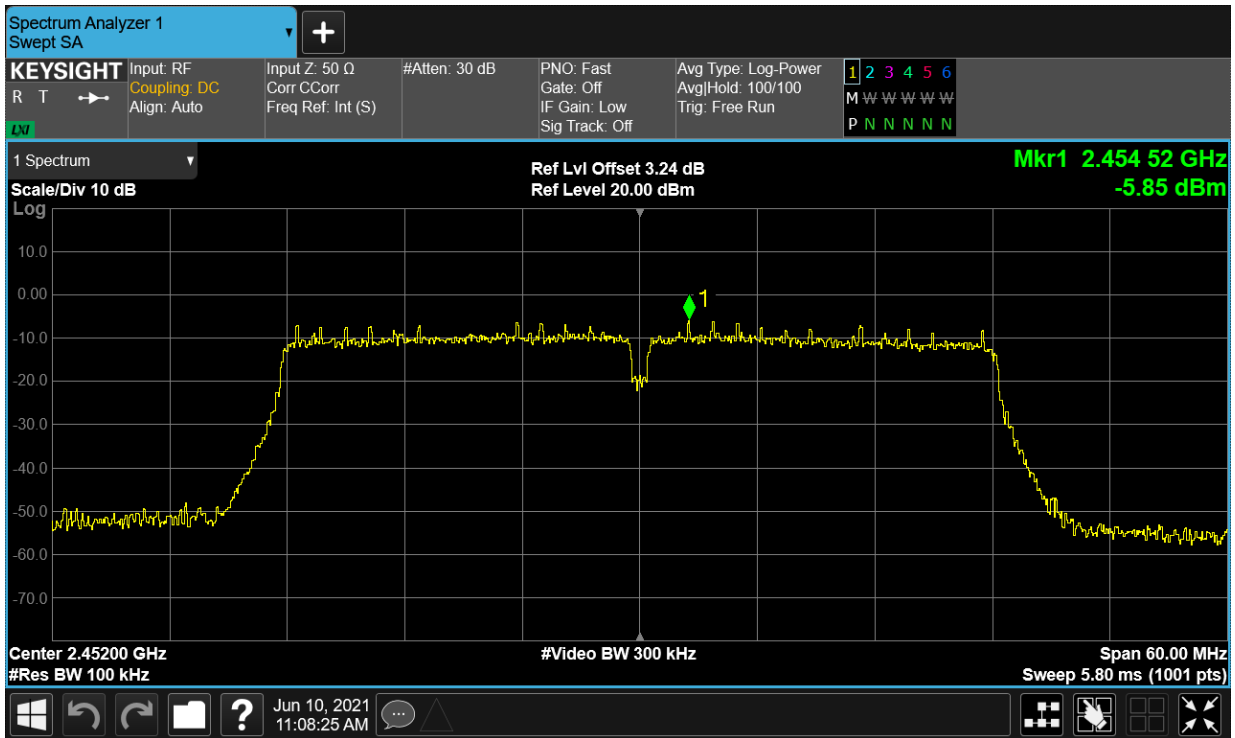 Spectrum Analyzer 1
Swept SA
+
KEYSIGHT
R T
LXI
Input: RF
Coupling: DC
Align: Auto
Input Z: 50 Ω
Corr CCorr
Freq Ref: Int (S)
#Atten: 30 dB
PNO: Fast
Gate: Off
IF Gain: Low
Sig Track: Off
Avg Type: Log-Power
Avg|Hold: 100/100
Trig: Free Run
1 2 3 4 5 6
M W W W W W
P N N N N N N
1 Spectrum
Scale/Div 10 dB
Log
Ref Lvl Offset 3.24 dB
Ref Level 20.00 dBm
Mkr1 2.454 52 GHz
-5.85 dBm
10.0
0.00
-10.0
-20.0
-30.0
-40.0
-50.0
-60.0
-70.0
1
Center 2.45200 GHz
#Res BW 100 kHz
#Video BW 300 kHz
Span 60.00 MHz
Sweep 5.80 ms (1001 pts)
?
Jun 10, 2021
11:08:25 AM